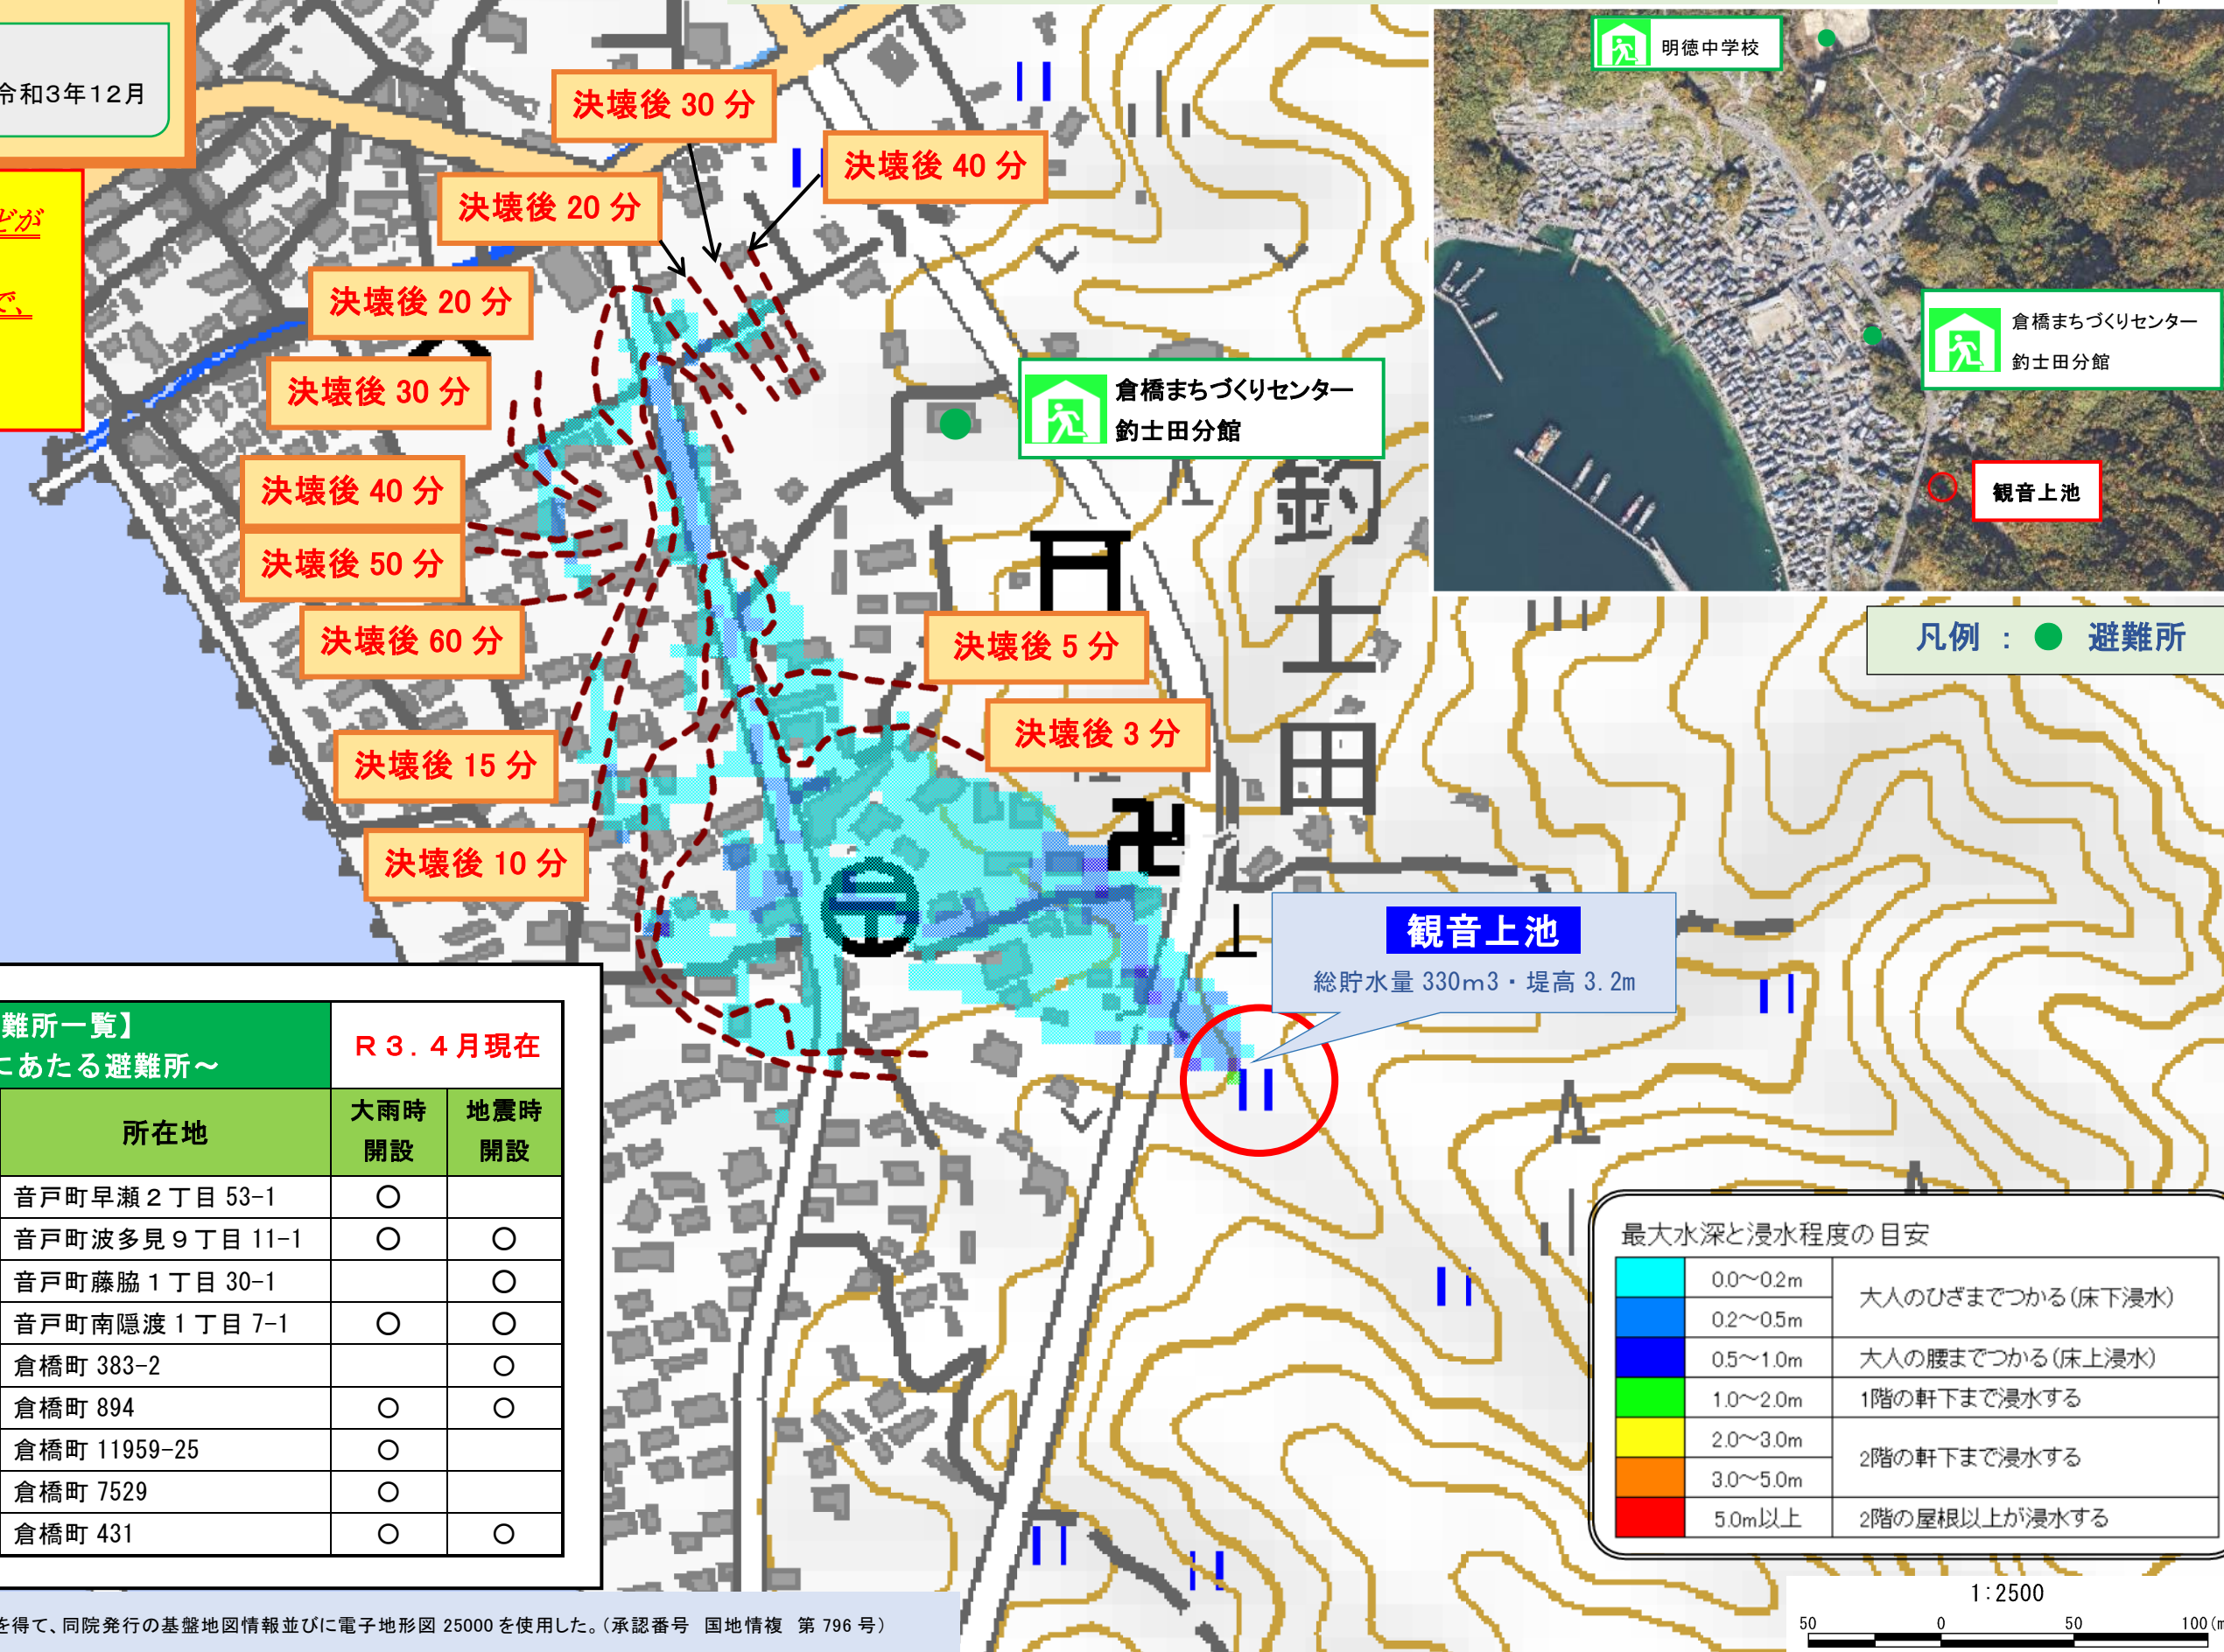 令和3年12月
どが
で、
決壊後 30 分
決壊後 40 分
決壊後 20 分
決壊後 20 分
決壊後 30 分
決壊後 40 分
決壊後 50 分
決壊後 60 分
決壊後 15 分
決壊後 10 分
決壊後 5 分
決壊後 3 分
倉橋まちづくりセンター
釣士田分館
釣士田
観音上池
総貯水量 330m3・堤高 3.2m
明徳中学校
倉橋まちづくりセンター
釣士田分館
観音上池
凡例 : ● 避難所
難所一覧】
にあたる避難所~
R3.4月現在
所在地 大雨時開設 地震時開設
音戸町早瀬2丁目 53-1 ○
音戸町波多見9丁目 11-1 ○ ○
音戸町藤脇1丁目 30-1 ○
音戸町南隠渡1丁目 7-1 ○ ○
倉橋町 383-2 ○
倉橋町 894 ○ ○
倉橋町 11959-25 ○
倉橋町 7529 ○
倉橋町 431 ○ ○
最大水深と浸水程度の目安
0.0~0.2m 大人のひざまでつかる(床下浸水)
0.2~0.5m
0.5~1.0m 大人の腰までつかる(床上浸水)
1.0~2.0m 1階の軒下まで浸水する
2.0~3.0m 2階の軒下まで浸水する
3.0~5.0m
5.0m以上 2階の屋根以上が浸水する
1:2500
50 0 50 100(m
を得て、同院発行の基盤地図情報並びに電子地形図 25000 を使用した。(承認番号 国地情複 第 796 号)